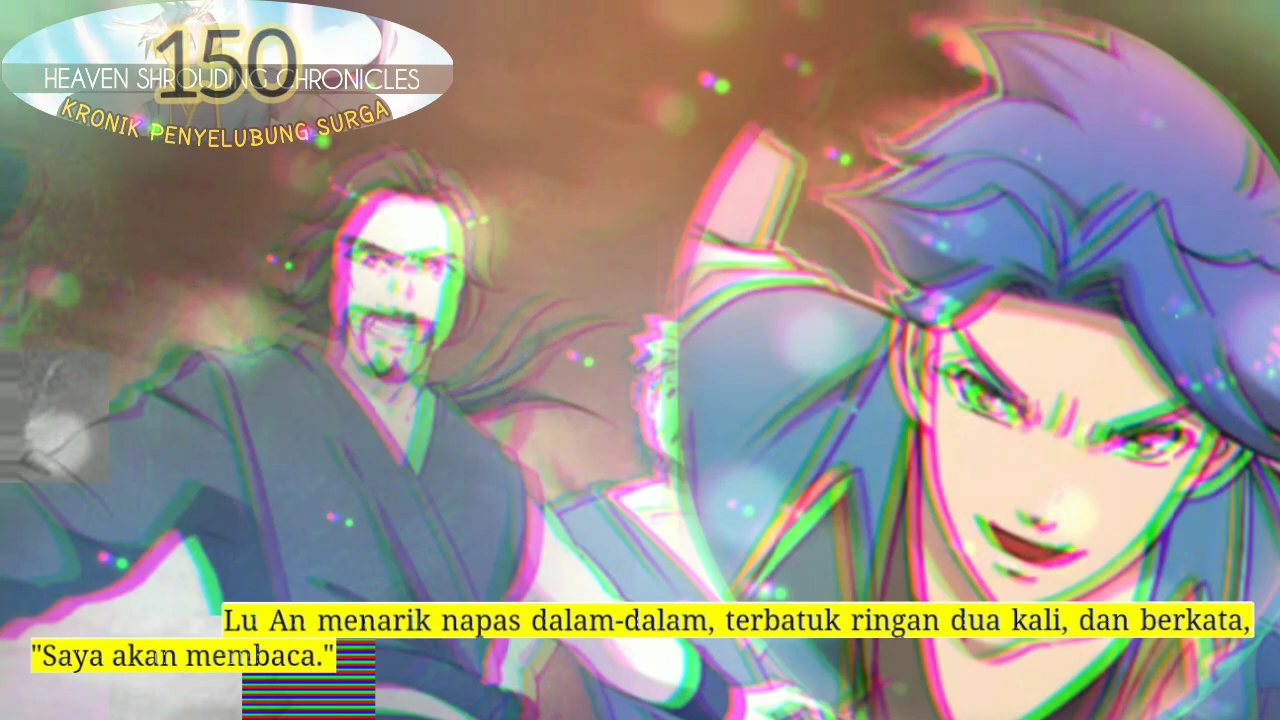 150
HEAVEN SHROUDING CHRONICLES
KRONIK PENYELUBUNG SURGA
Lu An menarik napas dalam-dalam, terbatuk ringan dua kali, dan berkata,
"Saya akan membaca."